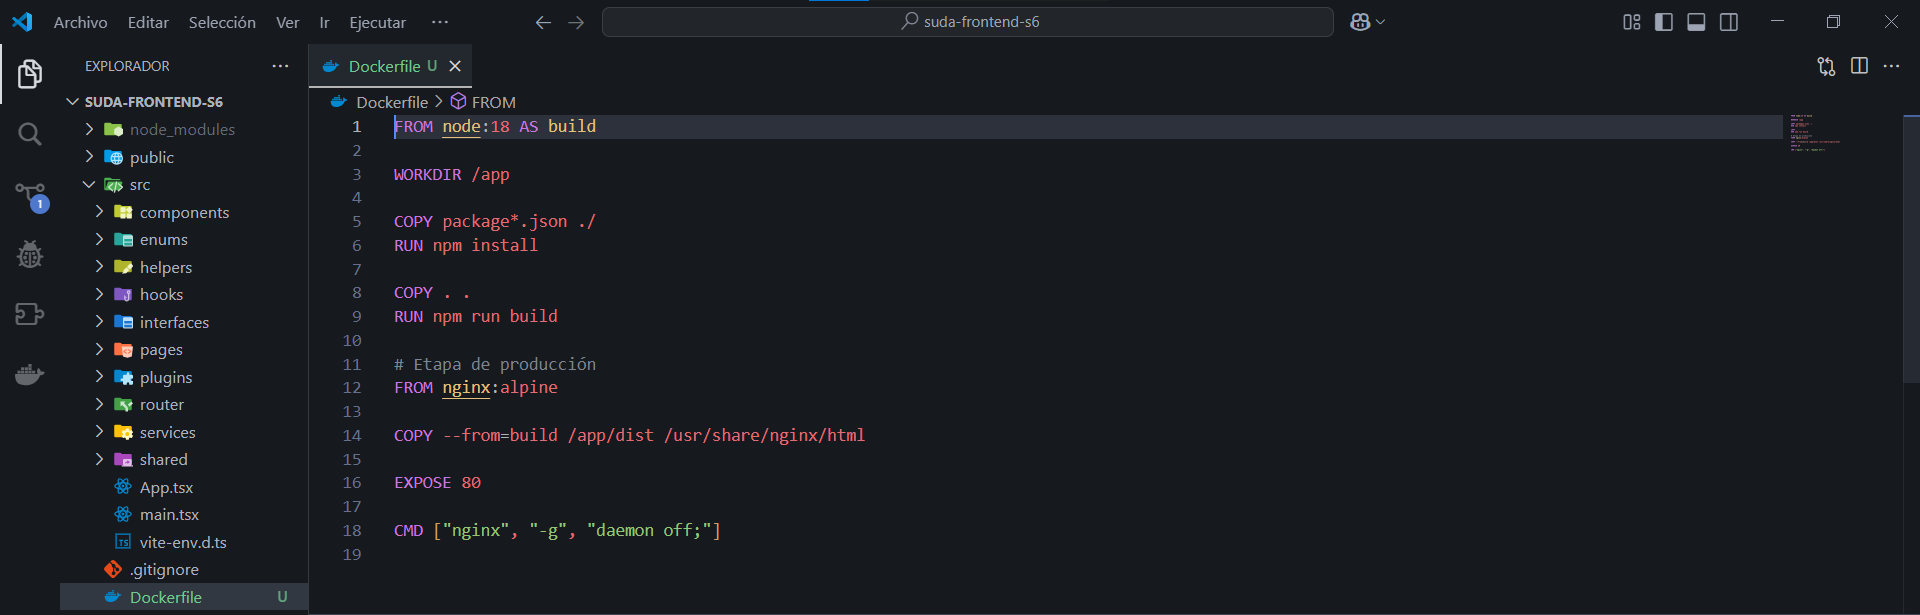 Archivo Editar Selección Ver Ir Ejecutar ··· suda-frontend-s6
EXPLORADOR ···
SUDA-FRONTEND-S6
node_modules
public
src
components
enums
helpers
hooks
interfaces
pages
plugins
router
services
shared
App.tsx
main.tsx
TS vite-env.d.ts
.gitignore
Dockerfile U
1
Dockerfile U
Dockerfile > FROM
1 FROM node:18 AS build
2
3 WORKDIR /app
4
5 COPY package*.json ./
6 RUN npm install
7
8 COPY . .
9 RUN npm run build
10
11 # Etapa de producción
12 FROM nginx:alpine
13
14 COPY --from=build /app/dist /usr/share/nginx/html
15
16 EXPOSE 80
17
18 CMD ["nginx", "-g", "daemon off;"]
19